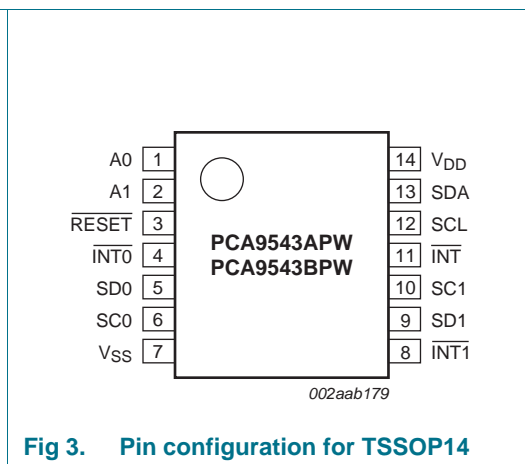 A0 1
A1 2
RESET 3
INT0 4
SD0 5
SC0 6
VSS 7
PCA9543APW
PCA9543BPW
14 VDD
13 SDA
12 SCL
11 INT
10 SC1
9 SD1
8 INT1
002aab179
Fig 3. Pin configuration for TSSOP14